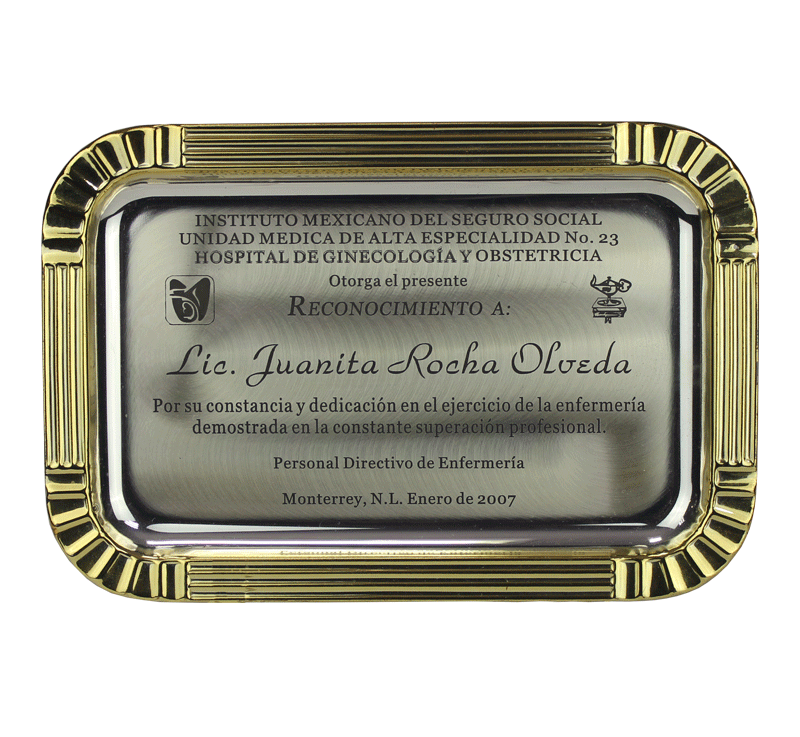 INSTITUTO MEXICANO DEL SEGURO SOCIAL
UNIDAD MEDICA DE ALTA ESPECIALIDAD No. 23
HOSPITAL DE GINECOLOGÍA Y OBSTETRICIA
Otorga el presente
RECONOCIMIENTO A:
Lic. Juanita Rocha Olveda
Por su constancia y dedicación en el ejercicio de la enfermería
demostrada en la constante superación profesional.
Personal Directivo de Enfermería
Monterrey, N.L. Enero de 2007